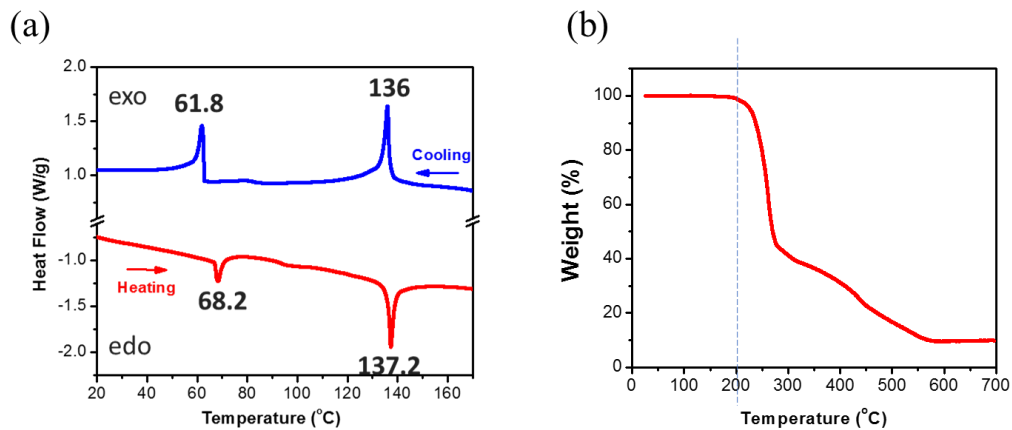 (a)
2.0
exo
61.8
136
1.5
Cooling
1.0
Heat Flow (W/g)
-1.0
Heating
68.2
-1.5
edo
137.2
-2.0
20 40 60 80 100 120 140 160
Temperature (°C)
(b)
100
80
60
Weight (%)
40
20
0
0 100 200 300 400 500 600 700
Temperature (°C)